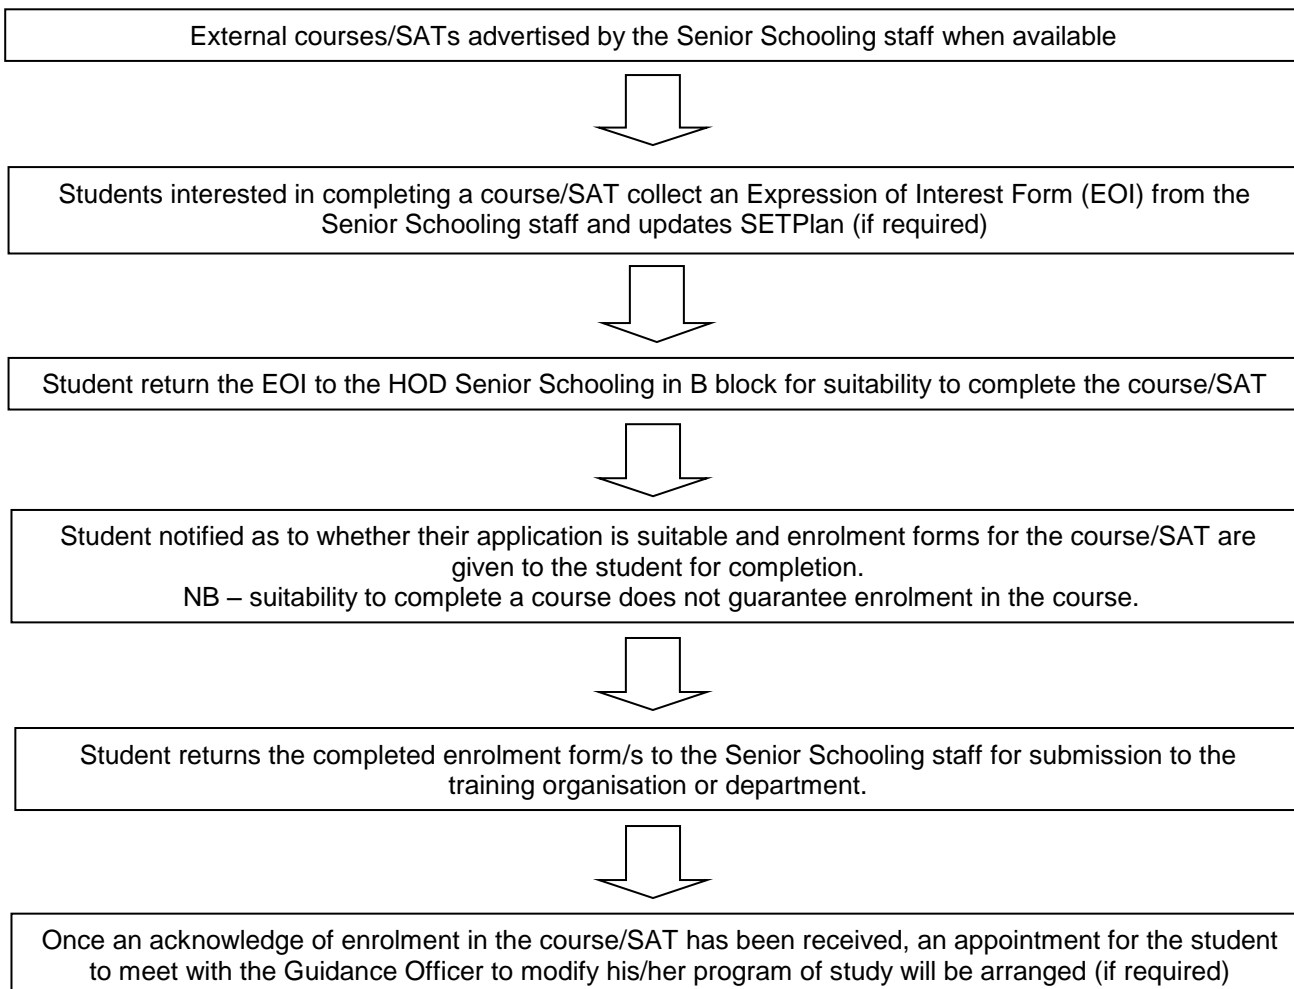 External courses/SATs advertised by the Senior Schooling staff when available
Students interested in completing a course/SAT collect an Expression of Interest Form (EOI) from the
Senior Schooling staff and updates SETPlan (if required)
Student return the EOI to the HOD Senior Schooling in B block for suitability to complete the course/SAT
Student notified as to whether their application is suitable and enrolment forms for the course/SAT are
given to the student for completion.
NB – suitability to complete a course does not guarantee enrolment in the course.
Student returns the completed enrolment form/s to the Senior Schooling staff for submission to the
training organisation or department.
Once an acknowledge of enrolment in the course/SAT has been received, an appointment for the student
to meet with the Guidance Officer to modify his/her program of study will be arranged (if required)